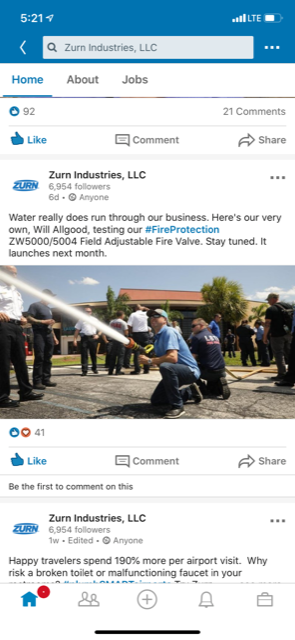 5:21 LTE
Zurn Industries, LLC
Home About Jobs
92 21 Comments
Like Comment Share
ZURN Zurn Industries, LLC
6,954 followers
6d • Anyone
Water really does run through our business. Here's our very
own, Will Allgood, testing our #FireProtection
ZW5000/5004 Field Adjustable Fire Valve. Stay tuned. It
launches next month.
41
Like Comment Share
Be the first to comment on this
ZURN Zurn Industries, LLC
6,954 followers
1w • Edited • Anyone
Happy travelers spend 190% more per airport visit. Why
risk a broken toilet or malfunctioning faucet in your